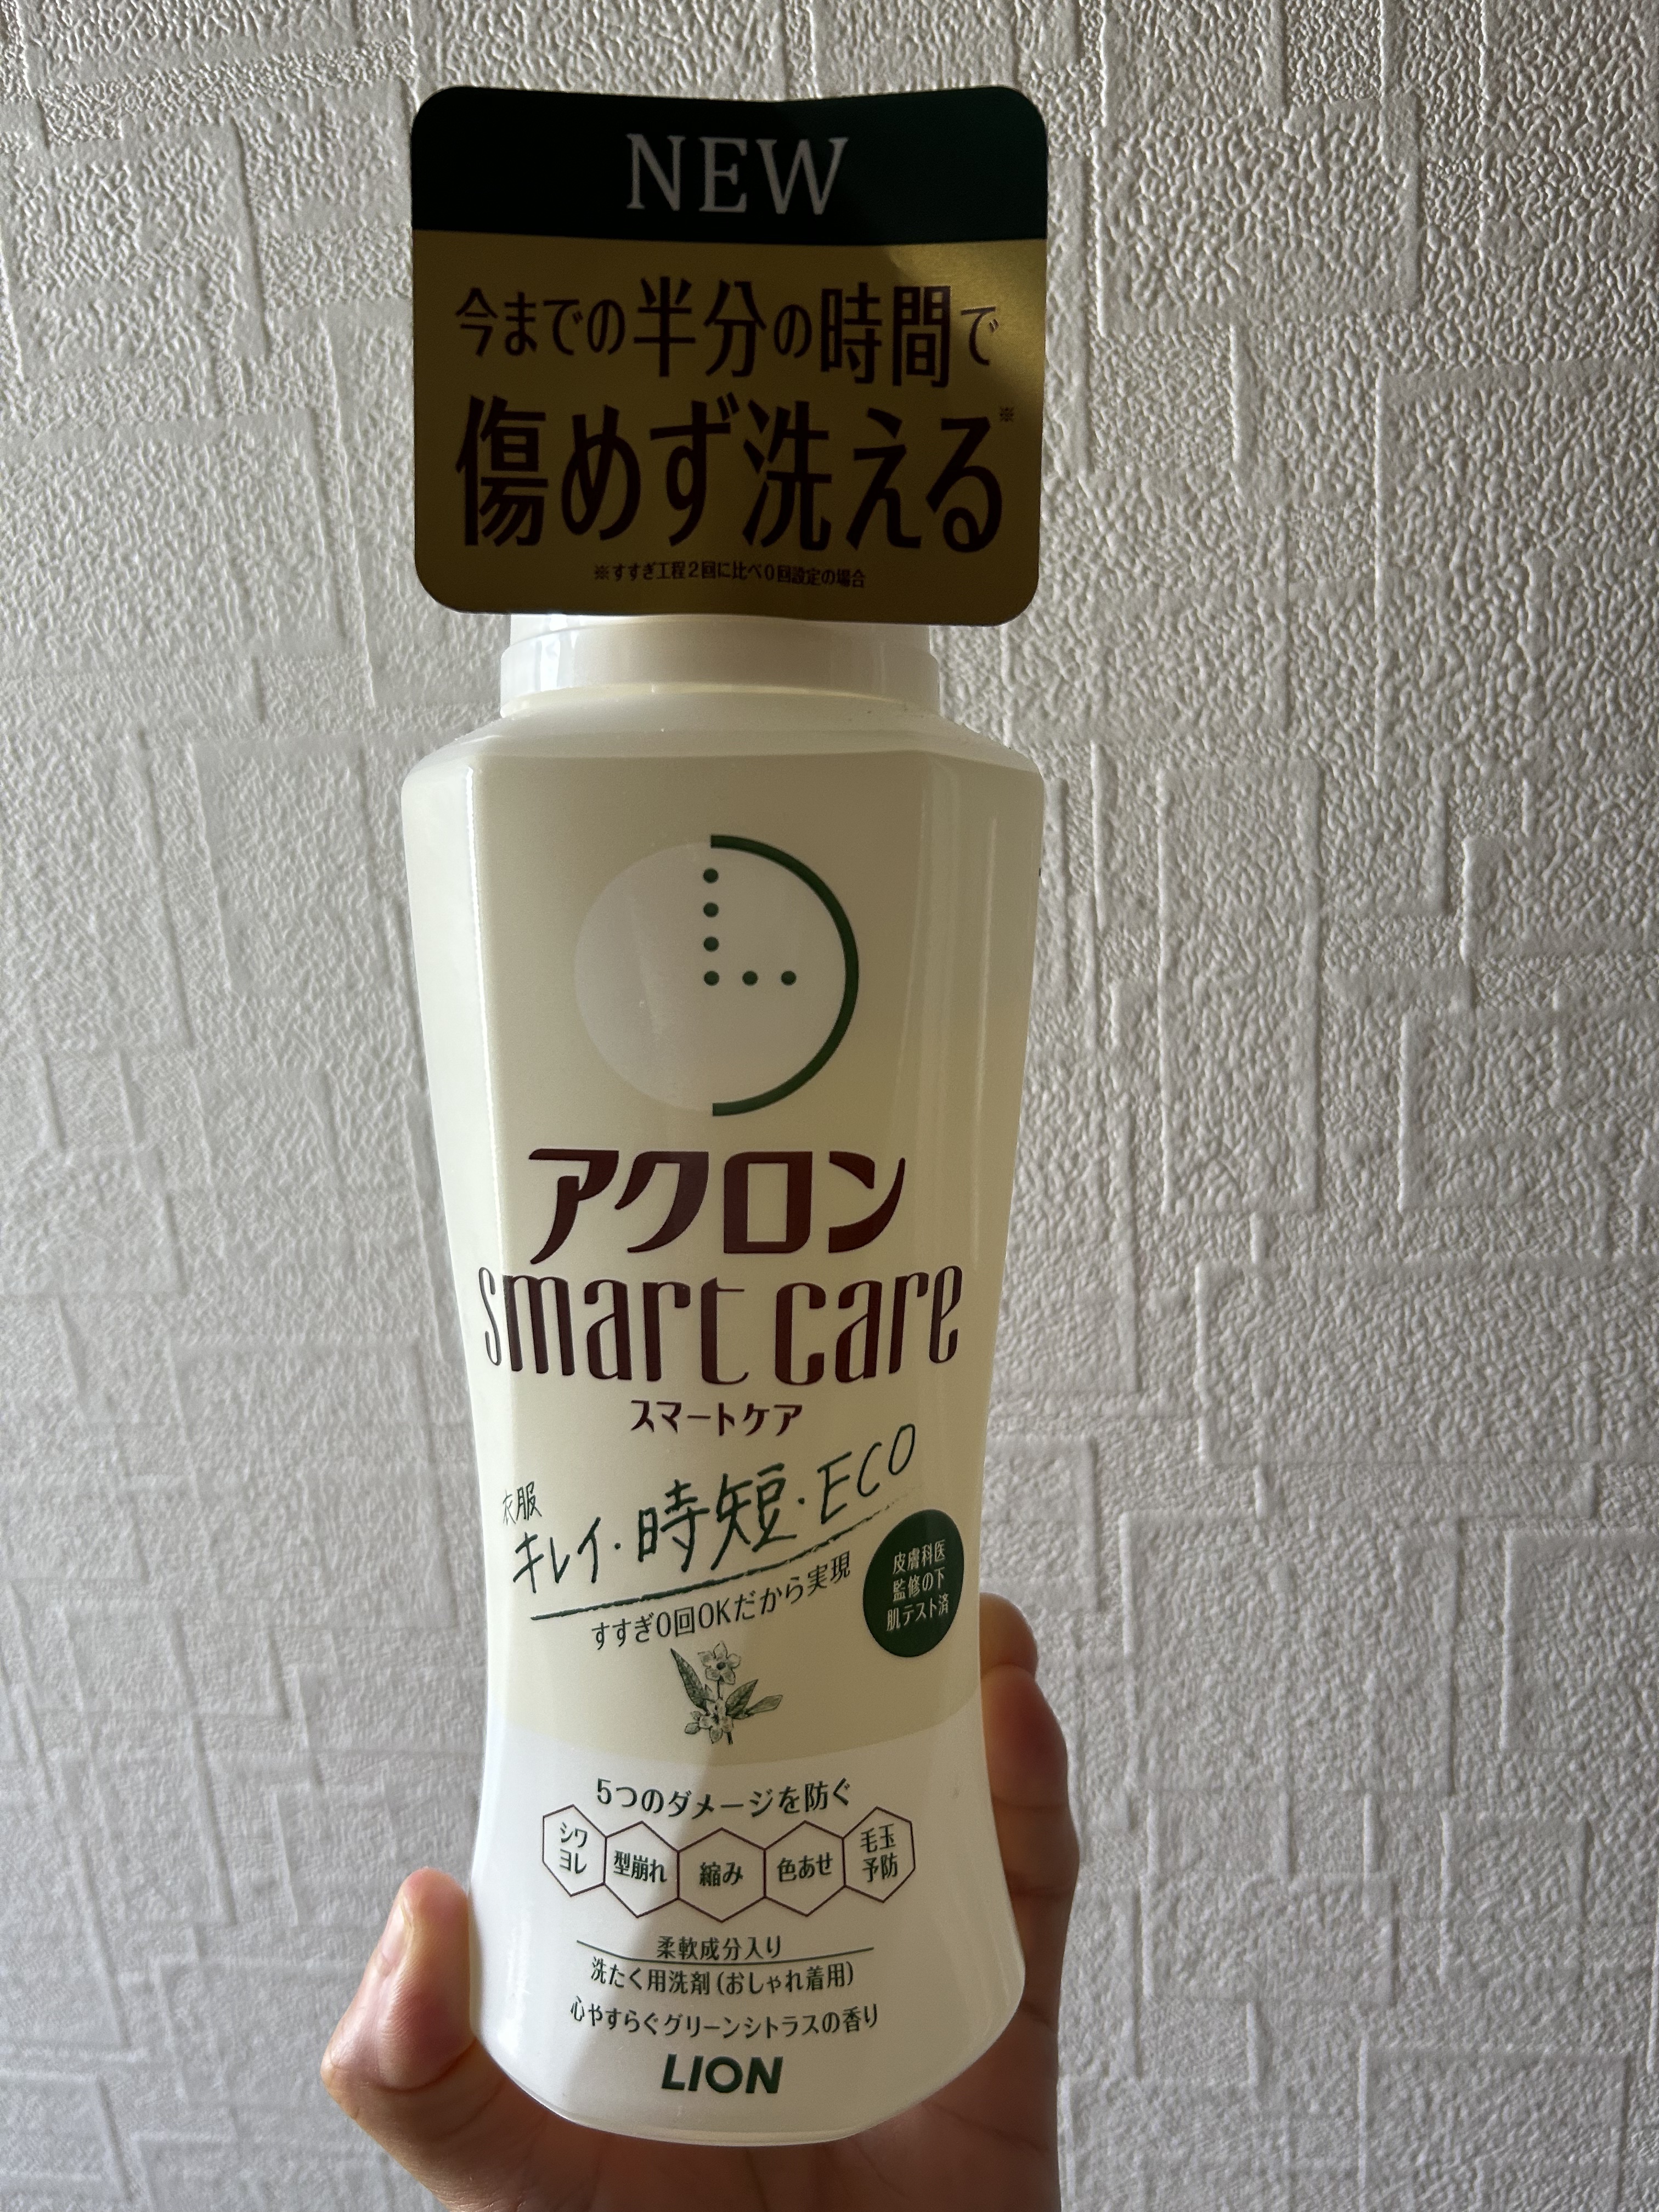 NEW
今までの半分の時間で
傷めず洗える※
※すすぎ工程2回に比べ0回設定の場合
アクロン
smart care
スマートケア
衣服
キレイ・時短・ECO
すすぎ0回OKだから実現
皮膚科医
監修の下
肌テスト済
5つのダメージを防ぐ
シワ
ヨレ
型崩れ
縮み
色あせ
毛玉
予防
柔軟成分入り
洗たく用洗剤(おしゃれ着用)
心やすらぐグリーンシトラスの香り
LION